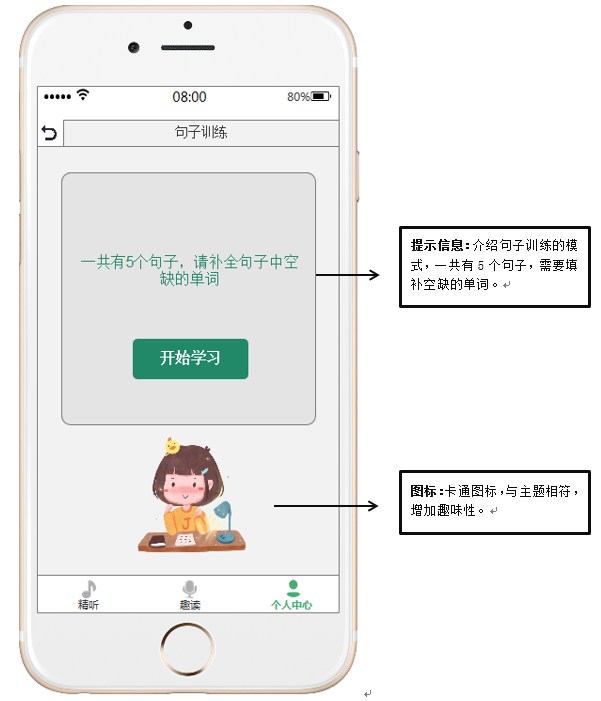 08:00
80%
句子训练
一共有5个句子，请补全句子中空
缺的单词
开始学习
J
精听
趣读
个人中心
提示信息：介绍句子训练的模
式，一共有 5 个句子，需要填
补空缺的单词。↵
图标：卡通图标，与主题相符，
增加趣味性。↵
↵